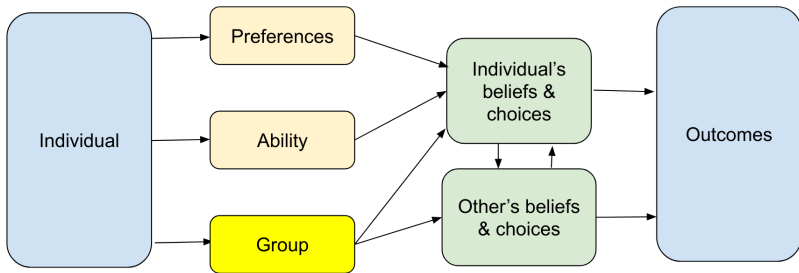 Individual
Preferences
Ability
Group
Individual's
beliefs &
choices
Other's beliefs
& choices
Outcomes